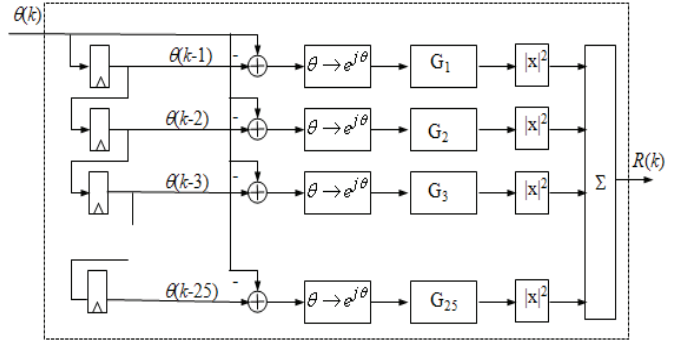 θ(k)
θ(k-1) - θ→e^{jθ} G₁ |x|²
θ(k-2) - θ→e^{jθ} G₂ |x|²
θ(k-3) - θ→e^{jθ} G₃ |x|² Σ R(k)
θ(k-25) - θ→e^{jθ} G₂₅ |x|²